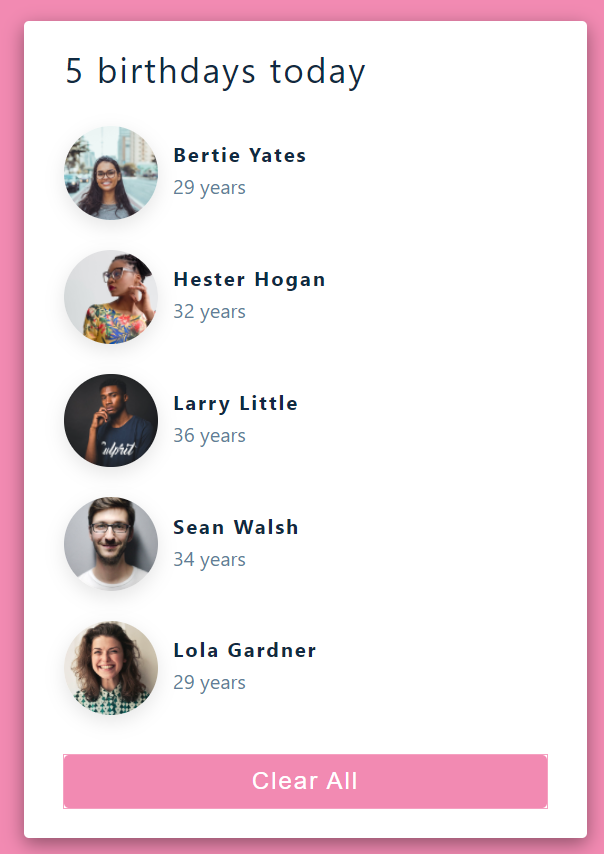 5 birthdays today
Bertie Yates
29 years
Hester Hogan
32 years
Larry Little
36 years
Culprit
Sean Walsh
34 years
Lola Gardner
29 years
Clear All